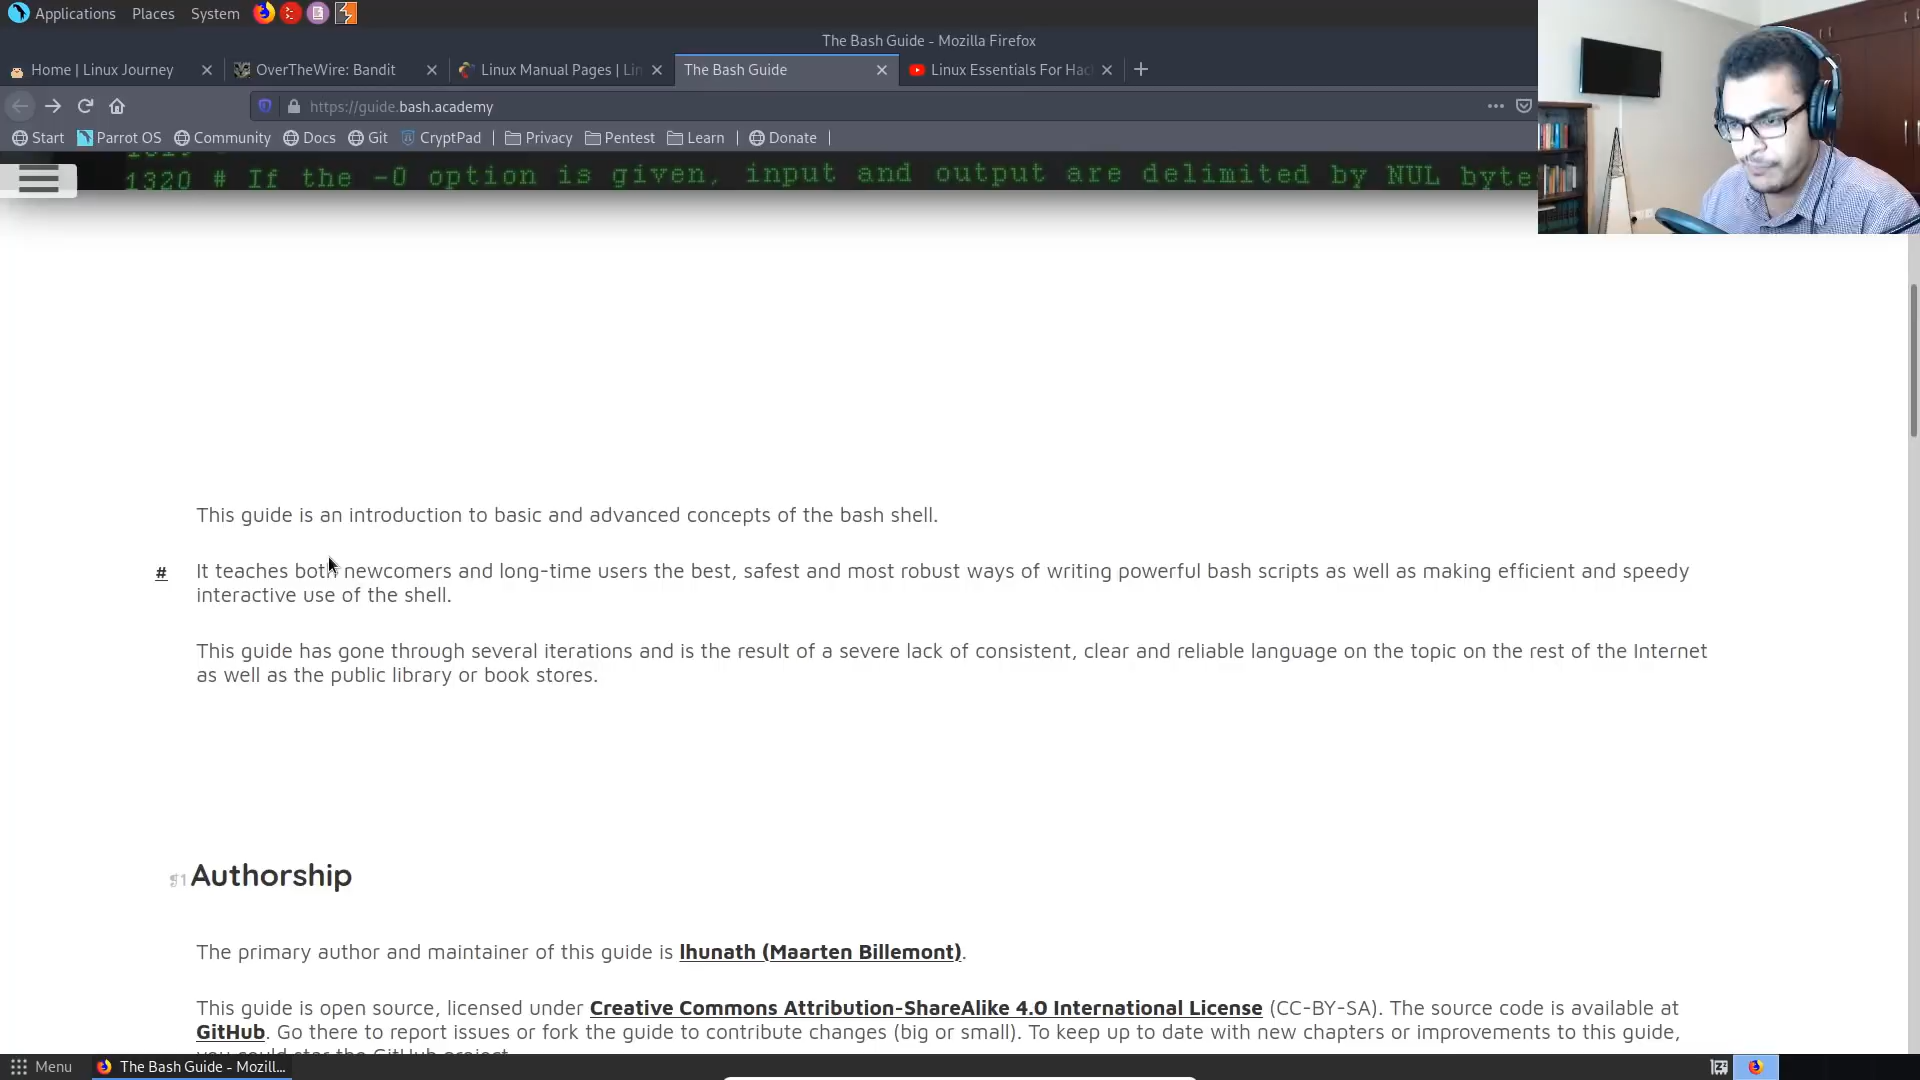 Applications Places System
The Bash Guide - Mozilla Firefox
Home | Linux Journey
OverTheWire: Bandit
Linux Manual Pages | Lin
The Bash Guide
Linux Essentials For Hac
https://guide.bash.academy
Start Parrot OS Community Docs Git CryptPad Privacy Pentest Learn Donate
1320 # If the -0 option is given, input and output are delimited by NUL byte
This guide is an introduction to basic and advanced concepts of the bash shell.
# It teaches both newcomers and long-time users the best, safest and most robust ways of writing powerful bash scripts as well as making efficient and speedy
interactive use of the shell.
This guide has gone through several iterations and is the result of a severe lack of consistent, clear and reliable language on the topic on the rest of the Internet
as well as the public library or book stores.
Authorship
The primary author and maintainer of this guide is lhunath (Maarten Billemont).
This guide is open source, licensed under Creative Commons Attribution-ShareAlike 4.0 International License (CC-BY-SA). The source code is available at
GitHub. Go there to report issues or fork the guide to contribute changes (big or small). To keep up to date with new chapters or improvements to this guide,
you could star the GitHub project.
Menu The Bash Guide - Mozill...